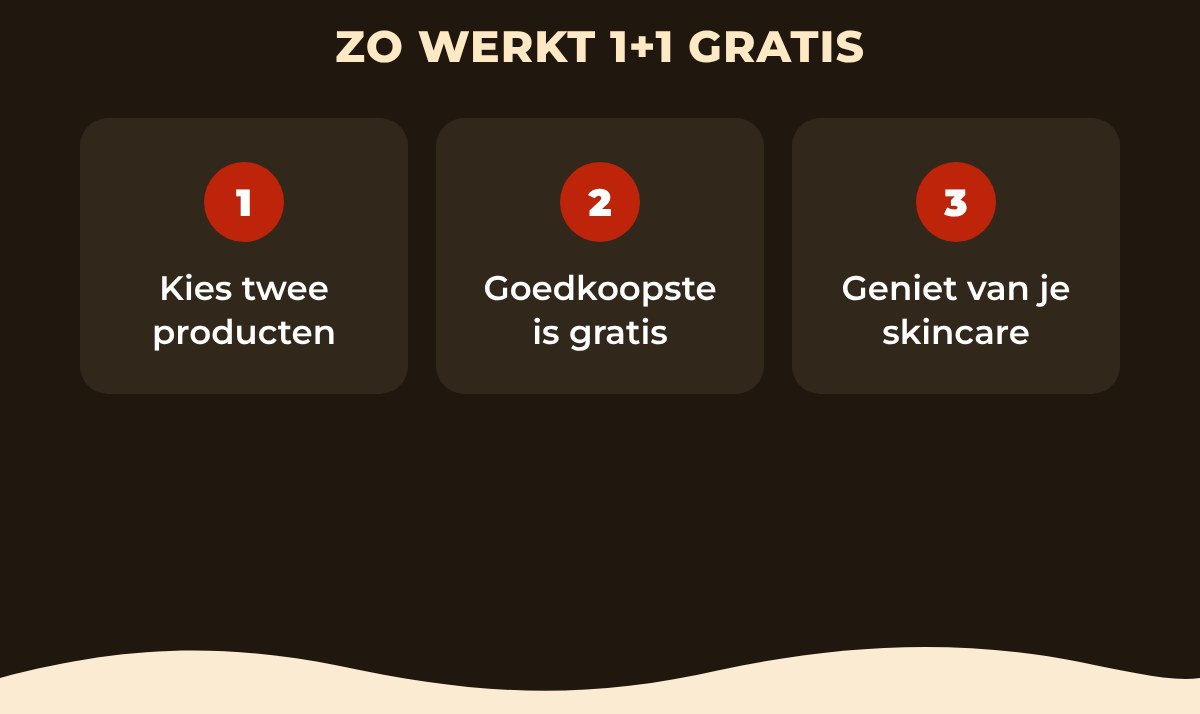 ZO WERKT 1+1 GRATIS
1
Kies twee
producten
2
Goedkoopste
is gratis
3
Geniet van je
skincare